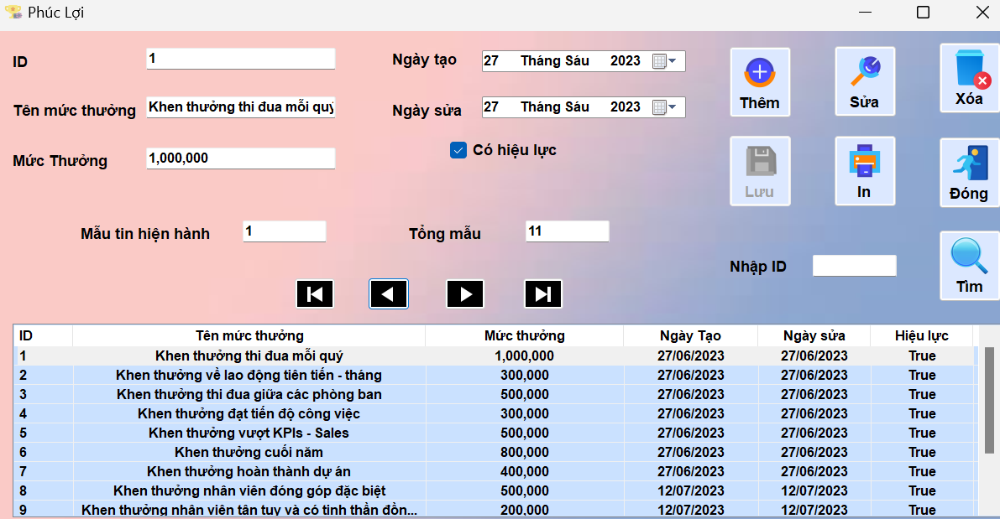 Phúc Lợi
ID
1
Ngày tạo
27 Tháng Sáu 2023
Thêm
Sửa
Xóa
Tên mức thưởng
Khen thưởng thi đua mỗi quý
Ngày sửa
27 Tháng Sáu 2023
Mức Thưởng
1,000,000
Có hiệu lực
Lưu
In
Đóng
Mẫu tin hiện hành
1
Tổng mẫu
11
Nhập ID
Tìm
ID Tên mức thưởng Mức thưởng Ngày Tạo Ngày sửa Hiệu lực
1 Khen thưởng thi đua mỗi quý 1,000,000 27/06/2023 27/06/2023 True
2 Khen thưởng về lao động tiên tiến - tháng 300,000 27/06/2023 27/06/2023 True
3 Khen thưởng thi đua giữa các phòng ban 500,000 27/06/2023 27/06/2023 True
4 Khen thưởng đạt tiến độ công việc 300,000 27/06/2023 27/06/2023 True
5 Khen thưởng vượt KPIs - Sales 500,000 27/06/2023 27/06/2023 True
6 Khen thưởng cuối năm 800,000 27/06/2023 27/06/2023 True
7 Khen thưởng hoàn thành dự án 400,000 27/06/2023 27/06/2023 True
8 Khen thưởng nhân viên đóng góp đặc biệt 500,000 12/07/2023 12/07/2023 True
9 Khen thưởng nhân viên tận tụy và có tinh thần đồn... 200,000 12/07/2023 12/07/2023 True